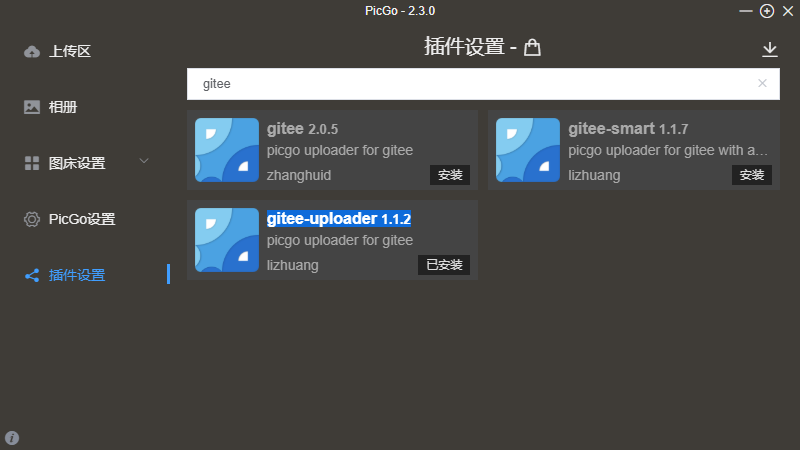 PicGo - 2.3.0
上传区
相册
图床设置
PicGo设置
插件设置
插件设置 -
gitee
gitee 2.0.5
picgo uploader for gitee
zhanghuid
安装
gitee-smart 1.1.7
picgo uploader for gitee with a...
lizhuang
安装
gitee-uploader 1.1.2
picgo uploader for gitee
lizhuang
已安装